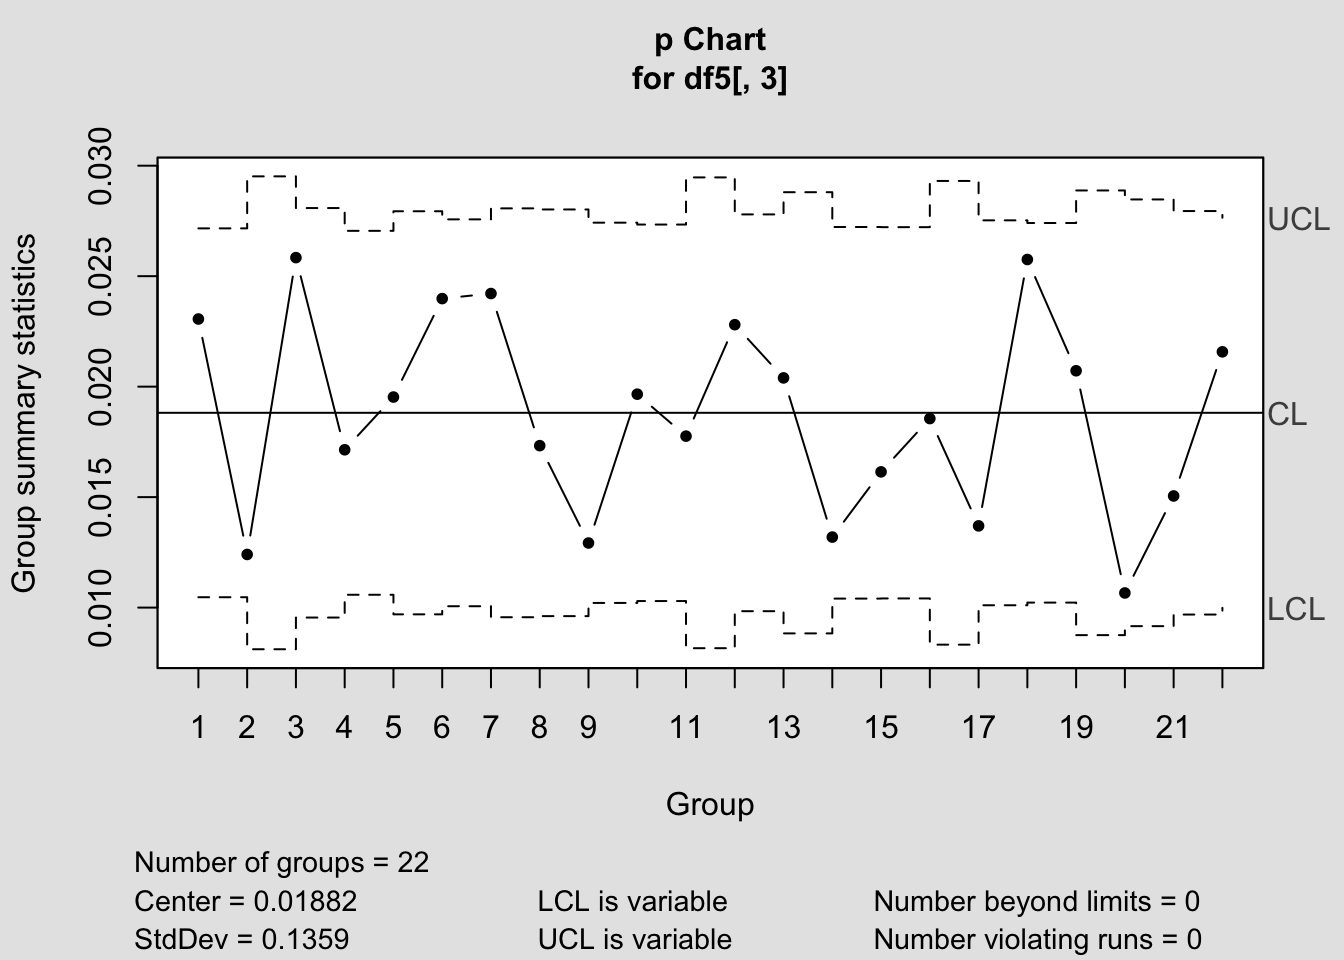 p Chart
for df5[, 3]
Group summary statistics
0.030
0.025
0.020
0.015
0.010
UCL
CL
LCL
1 2 3 4 5 6 7 8 9 11 13 15 17 19 21
Group
Number of groups = 22
Center = 0.01882 LCL is variable Number beyond limits = 0
StdDev = 0.1359 UCL is variable Number violating runs = 0